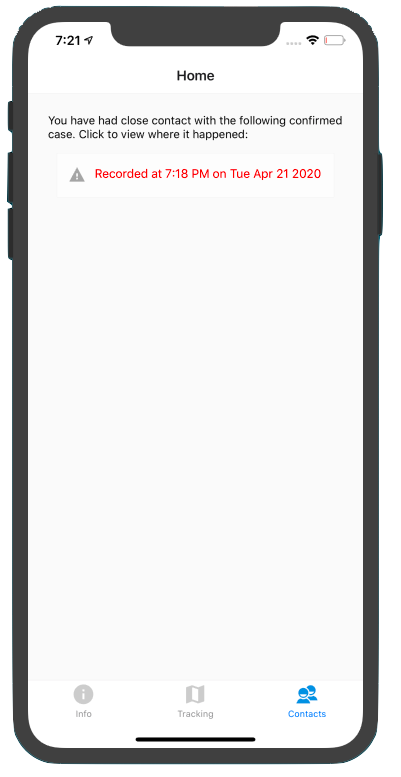 7:21
Home
You have had close contact with the following confirmed
case. Click to view where it happened:
Recorded at 7:18 PM on Tue Apr 21 2020
Info
Tracking
Contacts